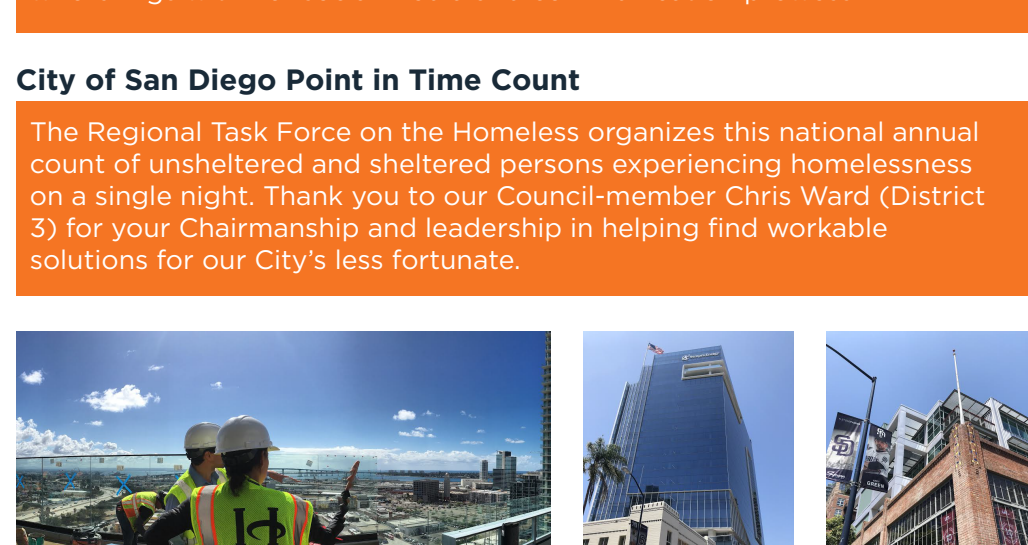 City of San Diego Point in Time Count
The Regional Task Force on the Homeless organizes this national annual
count of unsheltered and sheltered persons experiencing homelessness
on a single night. Thank you to our Council-member Chris Ward (District
3) for your Chairmanship and leadership in helping find workable
solutions for our City’s less fortunate.
SD
GREEN